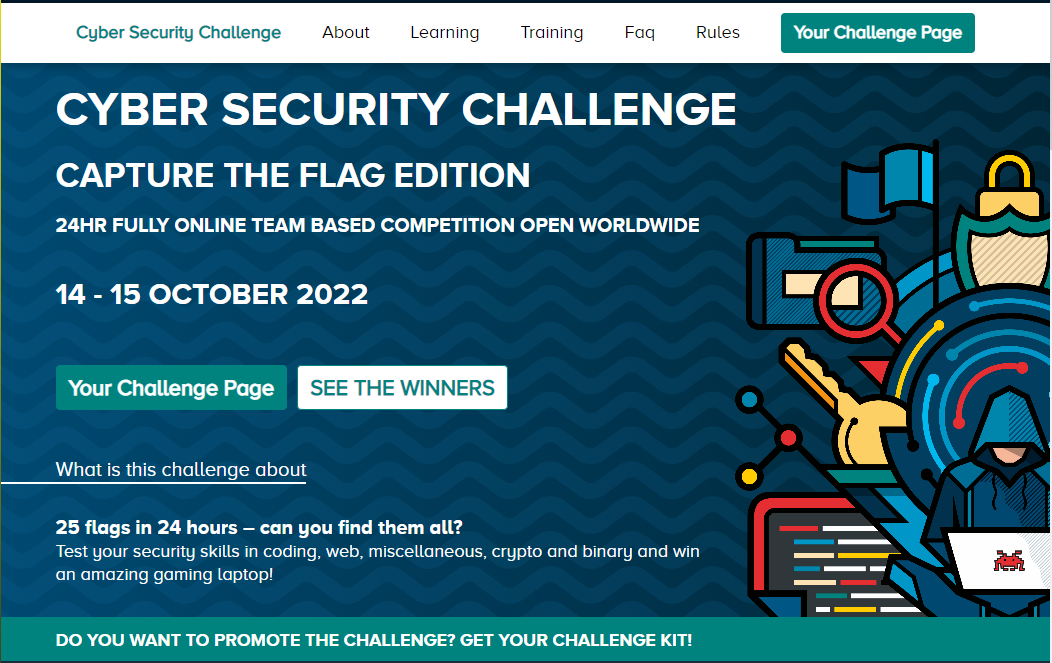 Cyber Security Challenge About Learning Training Faq Rules Your Challenge Page
CYBER SECURITY CHALLENGE
CAPTURE THE FLAG EDITION
24HR FULLY ONLINE TEAM BASED COMPETITION OPEN WORLDWIDE
14 - 15 OCTOBER 2022
Your Challenge Page SEE THE WINNERS
What is this challenge about
25 flags in 24 hours – can you find them all?
Test your security skills in coding, web, miscellaneous, crypto and binary and win
an amazing gaming laptop!
DO YOU WANT TO PROMOTE THE CHALLENGE? GET YOUR CHALLENGE KIT!